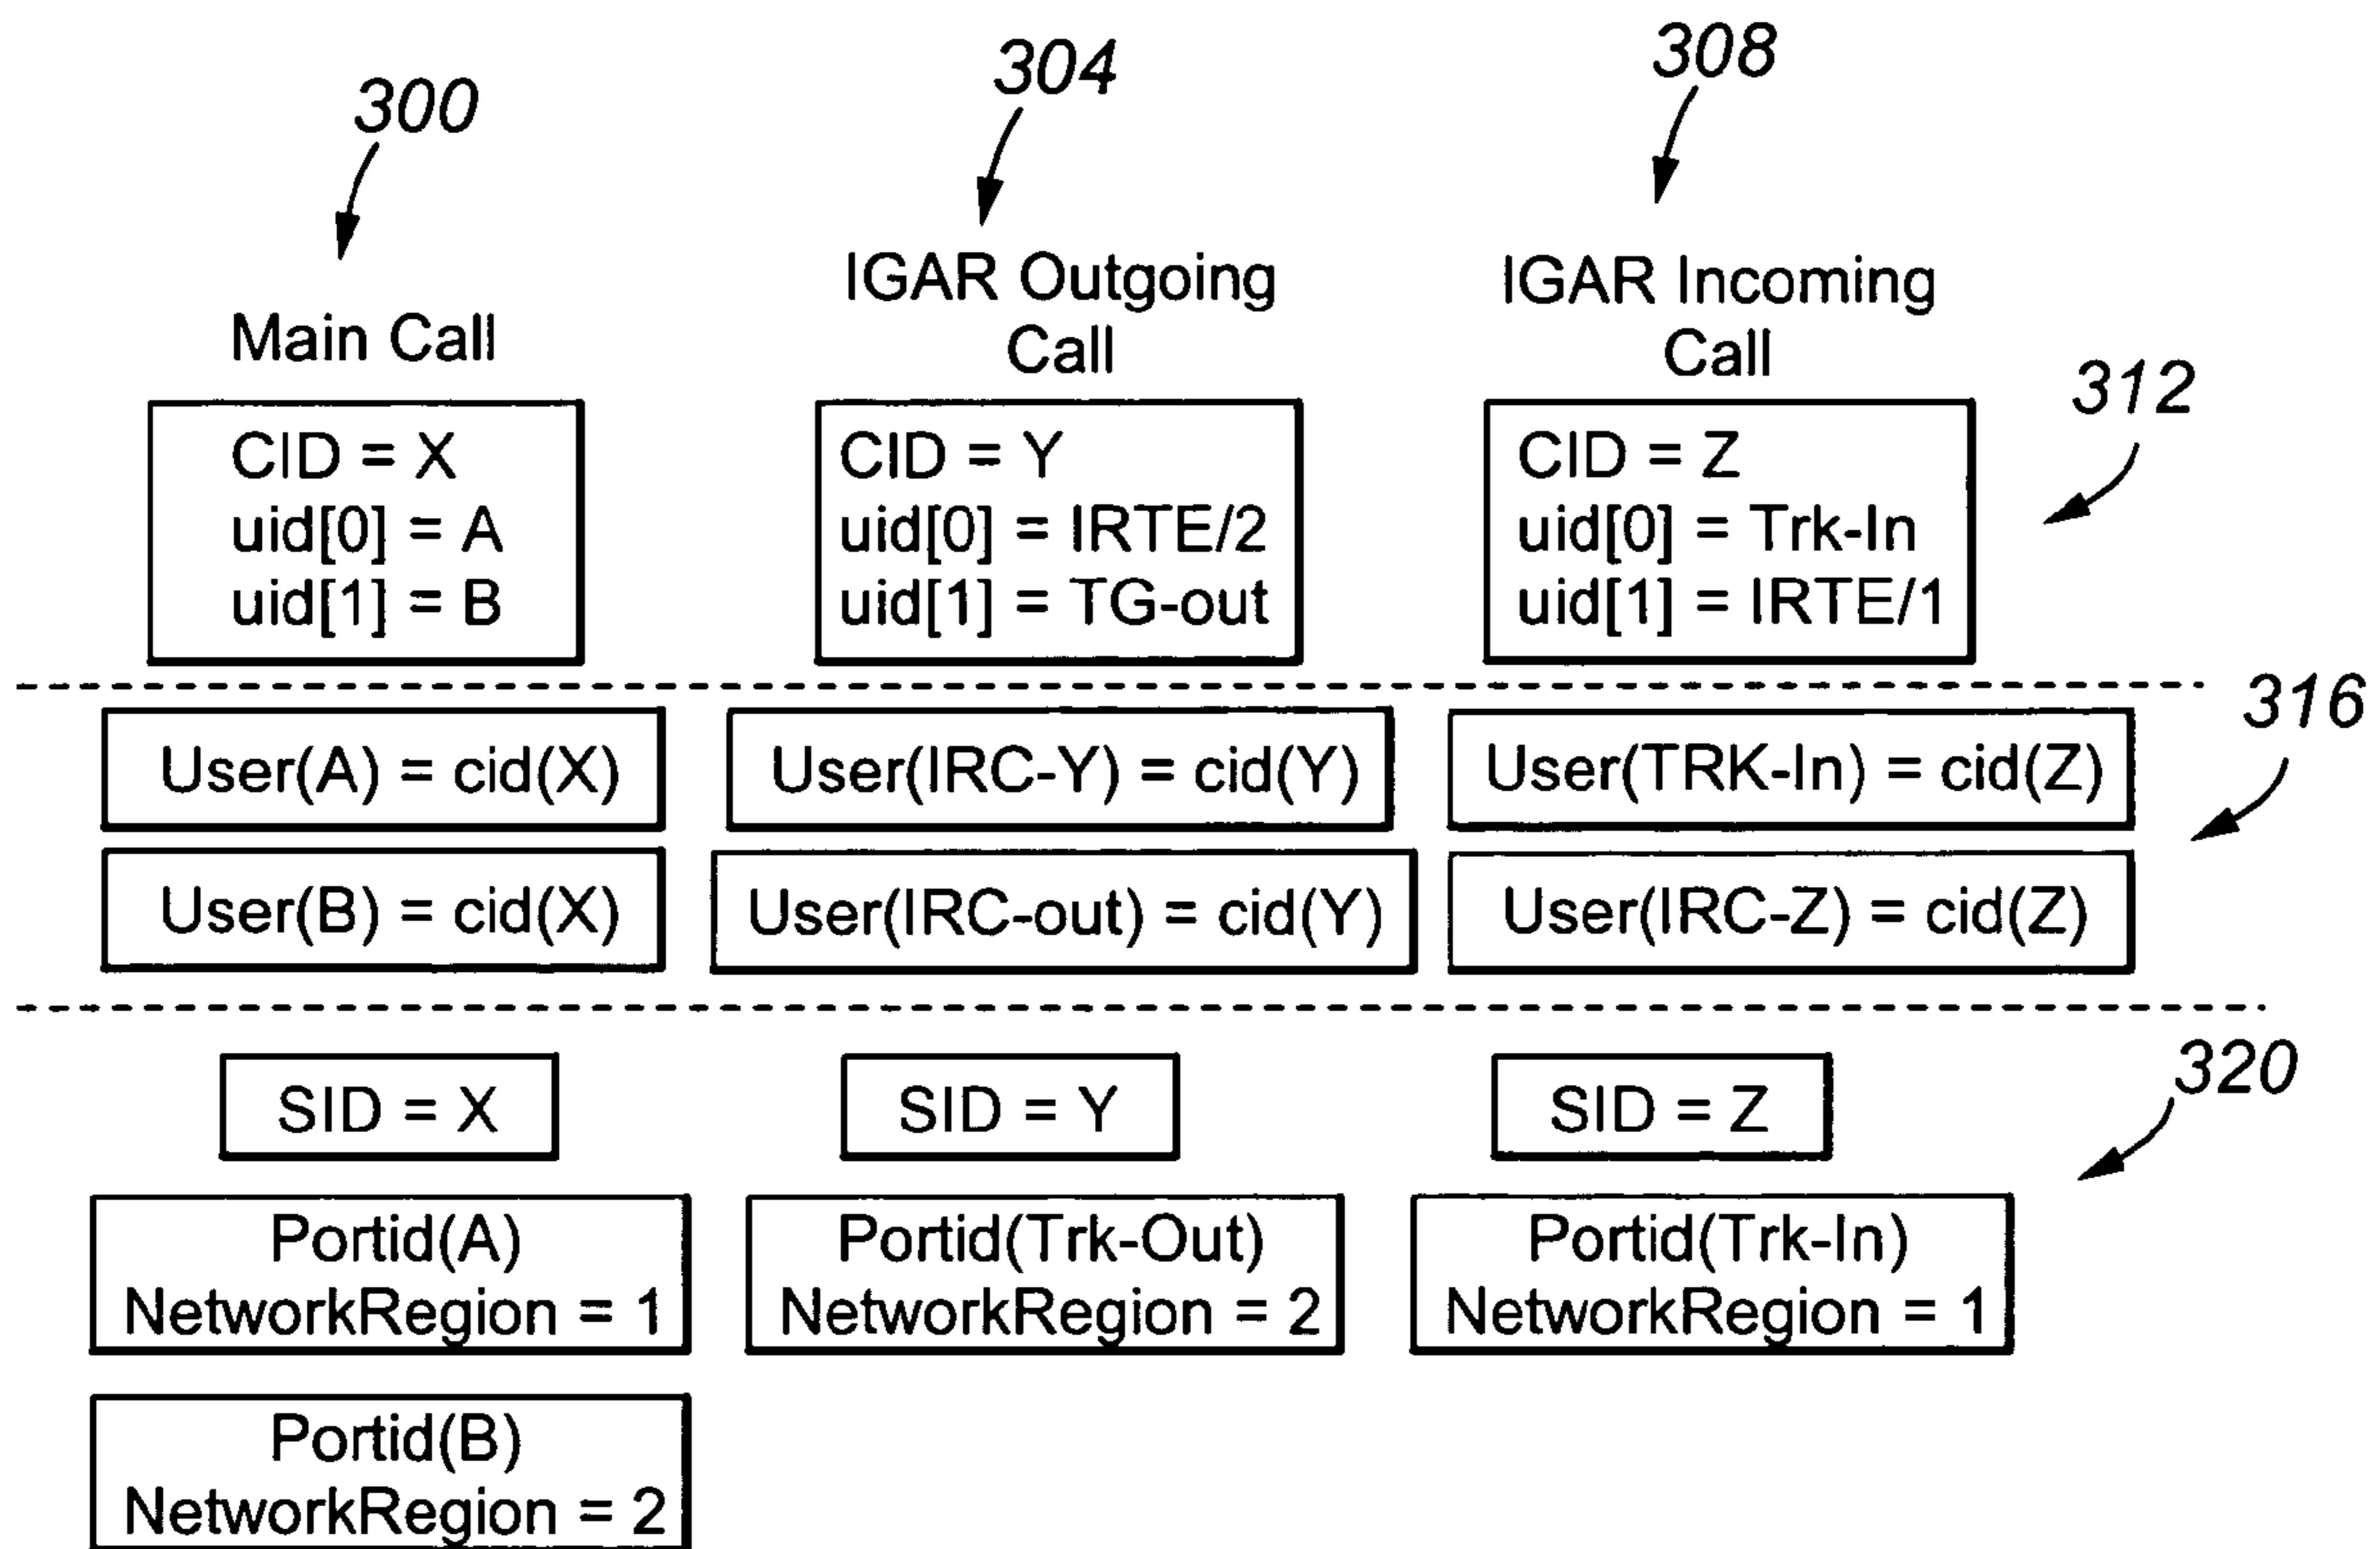 300
304
308
Main Call
IGAR Outgoing
Call
IGAR Incoming
Call
312
CID = X
uid[0] = A
uid[1] = B
CID = Y
uid[0] = IRTE/2
uid[1] = TG-out
CID = Z
uid[0] = Trk-In
uid[1] = IRTE/1
316
User(A) = cid(X)
User(IRC-Y) = cid(Y)
User(TRK-In) = cid(Z)
User(B) = cid(X)
User(IRC-out) = cid(Y)
User(IRC-Z) = cid(Z)
320
SID = X
SID = Y
SID = Z
Portid(A)
NetworkRegion = 1
Portid(Trk-Out)
NetworkRegion = 2
Portid(Trk-In)
NetworkRegion = 1
Portid(B)
NetworkRegion = 2